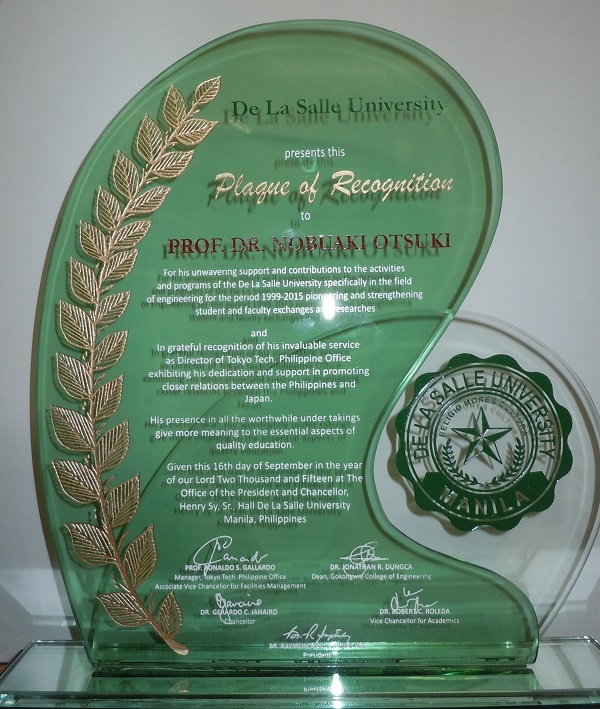 De La Salle University
presents this
Plaque of Recognition
to
PROF. DR. NOBUAKI OTSUKI
For his unwavering support and contributions to the activities
and programs of the De La Salle University specifically in the field
of engineering for the period 1999-2015 pioneering and strengthening
student and faculty exchanges and researches
and
In grateful recognition of his invaluable service
as Director of Tokyo Tech. Philippine Office
exhibiting his dedication and support in promoting
closer relations between the Philippines and
Japan.
His presence in all the worthwhile under takings
give more meaning to the essential aspects of
quality education.
Given this 16th day of September in the year
of our Lord Two Thousand and Fifteen at The
Office of the President and Chancellor,
Henry Sy, Sr., Hall De La Salle University
Manila, Philippines
PROF. RONALDO S. GALLARDO
Manager, Tokyo Tech. Philippine Office
Associate Vice Chancellor for Facilities Management
DR. JONATHAN R. DUNGCA
Dean, Gokongwei College of Engineering
DR. GERARDO C. JANAIRO
Chancellor
DR. ROBERT C. ROLEDA
Vice Chancellor for Academics
President
DE LA SALLE UNIVERSITY
RELIGIO MORES
MANILA